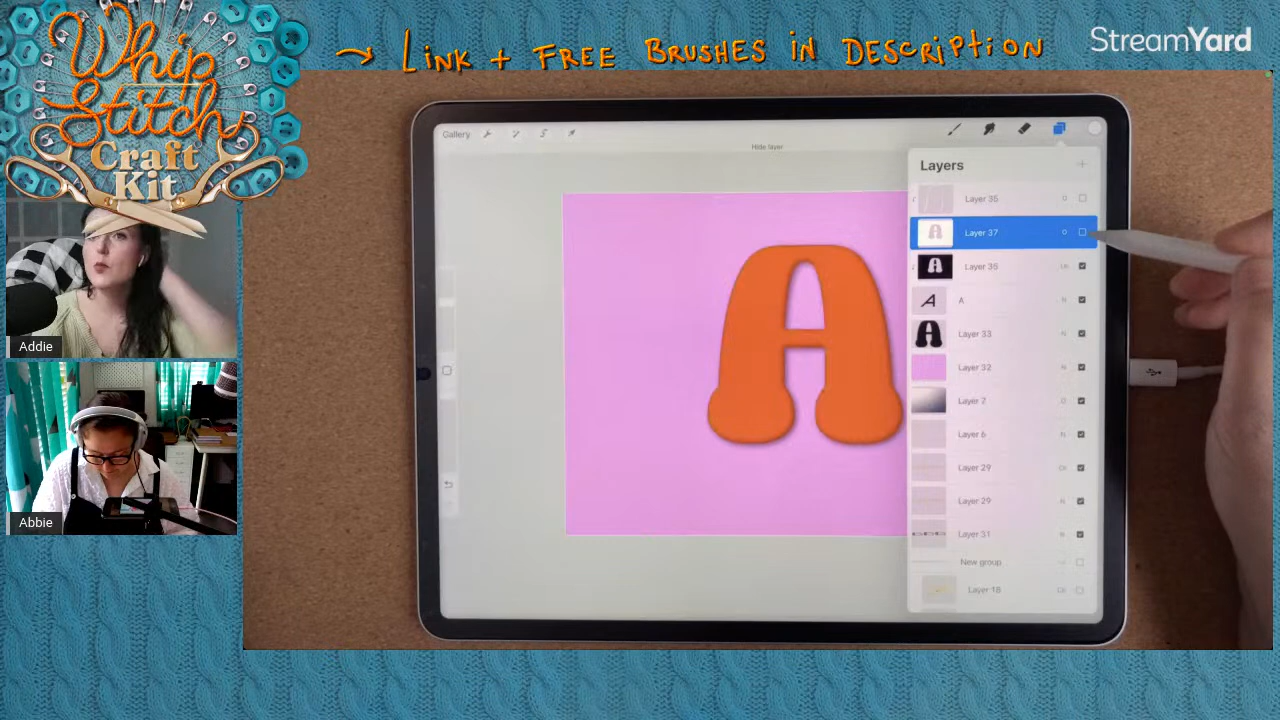 Whip
Stitch
Craft
Kit
→ Link + Free Brushes in Description
StreamYard
Gallery
Hide layer
Layers
Layer 35
Layer 37
Layer 35
A
A
A
A
Layer 33
Layer 32
Layer 2
Layer 6
Layer 29
Layer 29
Layer 31
New group
Layer 18
Addie
Abbie